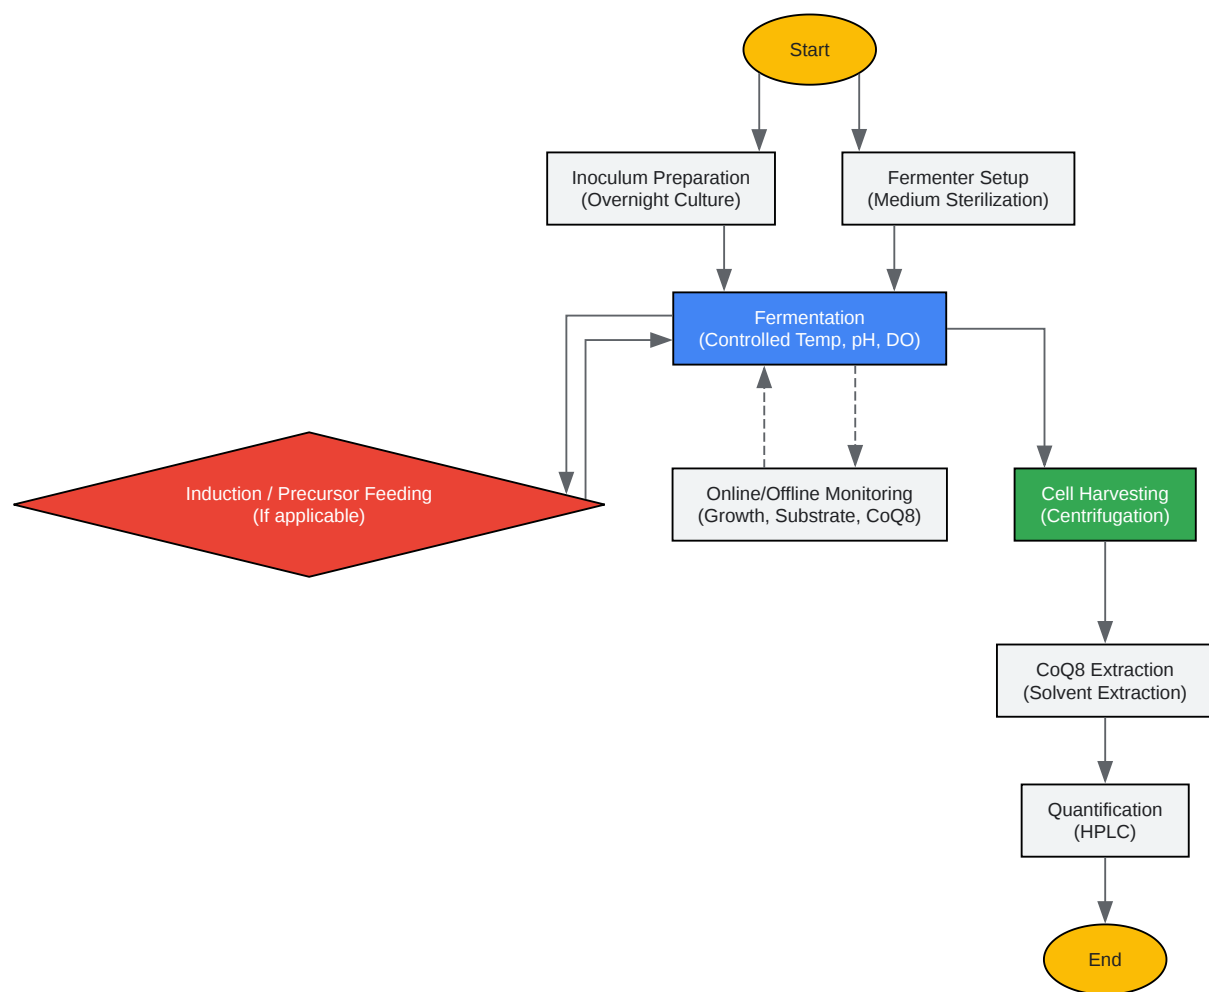 Start
Inoculum Preparation
(Overnight Culture)
Fermenter Setup
(Medium Sterilization)
Fermentation
(Controlled Temp, pH, DO)
Induction / Precursor Feeding
(If applicable)
Online/Offline Monitoring
(Growth, Substrate, CoQ8)
Cell Harvesting
(Centrifugation)
CoQ8 Extraction
(Solvent Extraction)
Quantification
(HPLC)
End